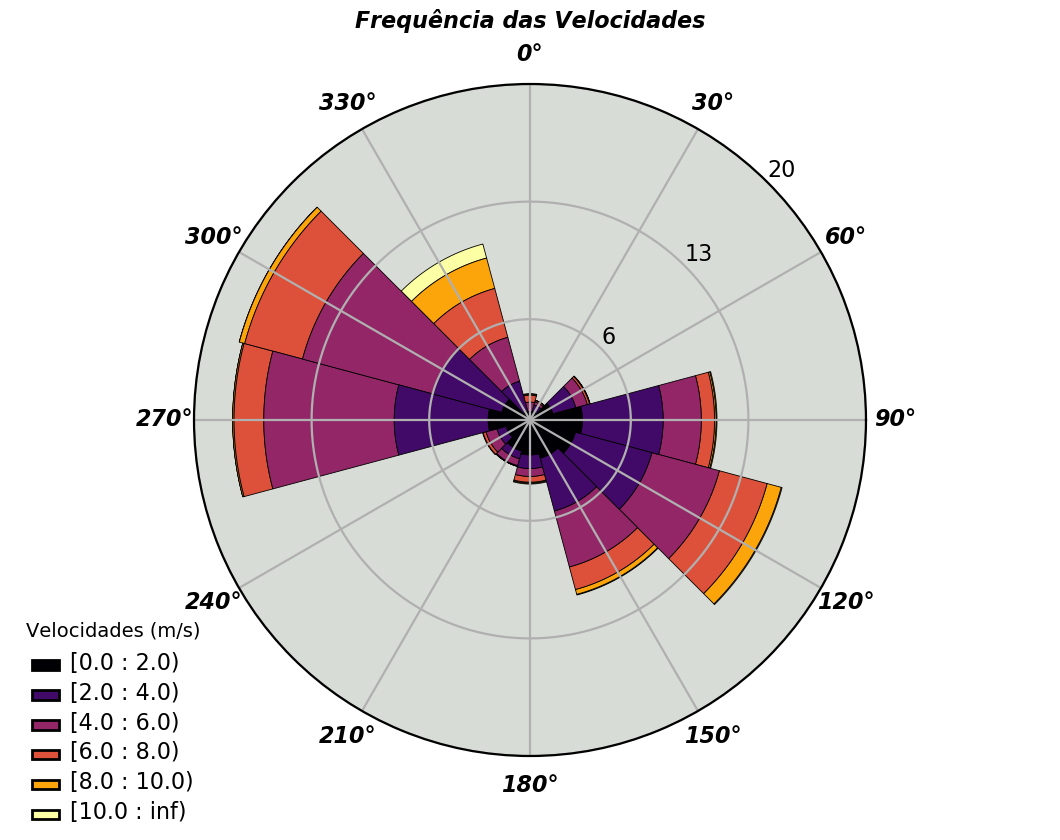 Frequência das Velocidades
0°
330°
30°
20
300°
60°
13
6
270°
90°
240°
120°
210°
150°
180°
Velocidades (m/s)
[0.0 : 2.0)
[2.0 : 4.0)
[4.0 : 6.0)
[6.0 : 8.0)
[8.0 : 10.0)
[10.0 : inf)